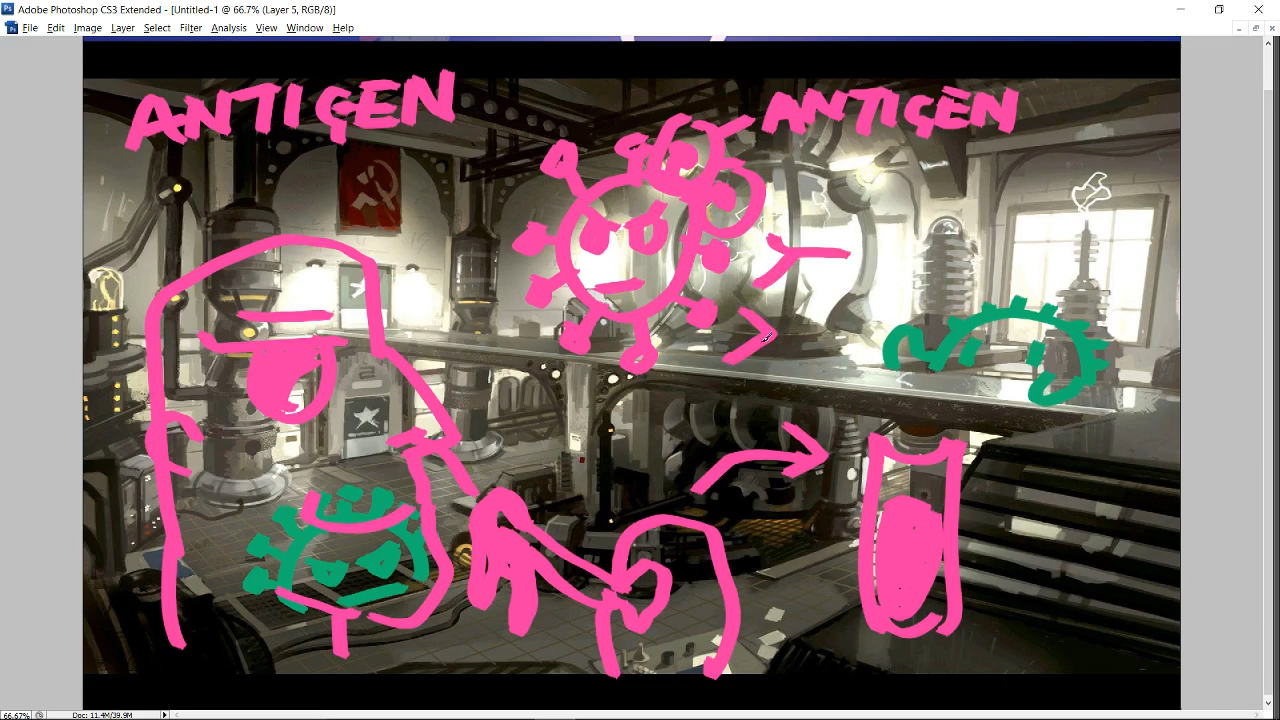 Adobe Photoshop CS3 Extended - [Untitled-1 @ 66.7% (Layer 5, RGB/8)]
File Edit Image Layer Select Filter Analysis View Window Help
ANTIGEN ANTIGEN
66.67% Doc: 11.4M/39.9M